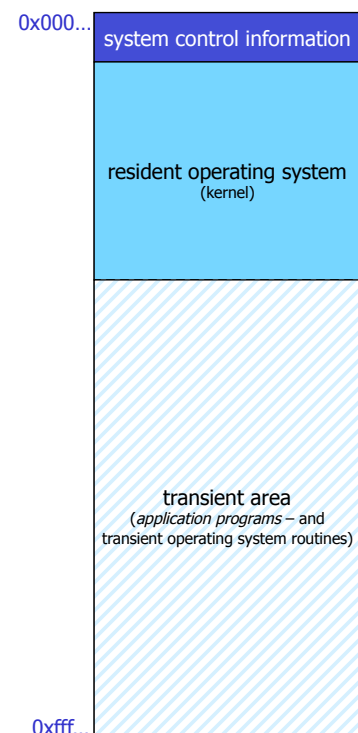 0x000...
system control information
resident operating system
(kernel)
transient area
(application programs – and
transient operating system routines)
0xfff...